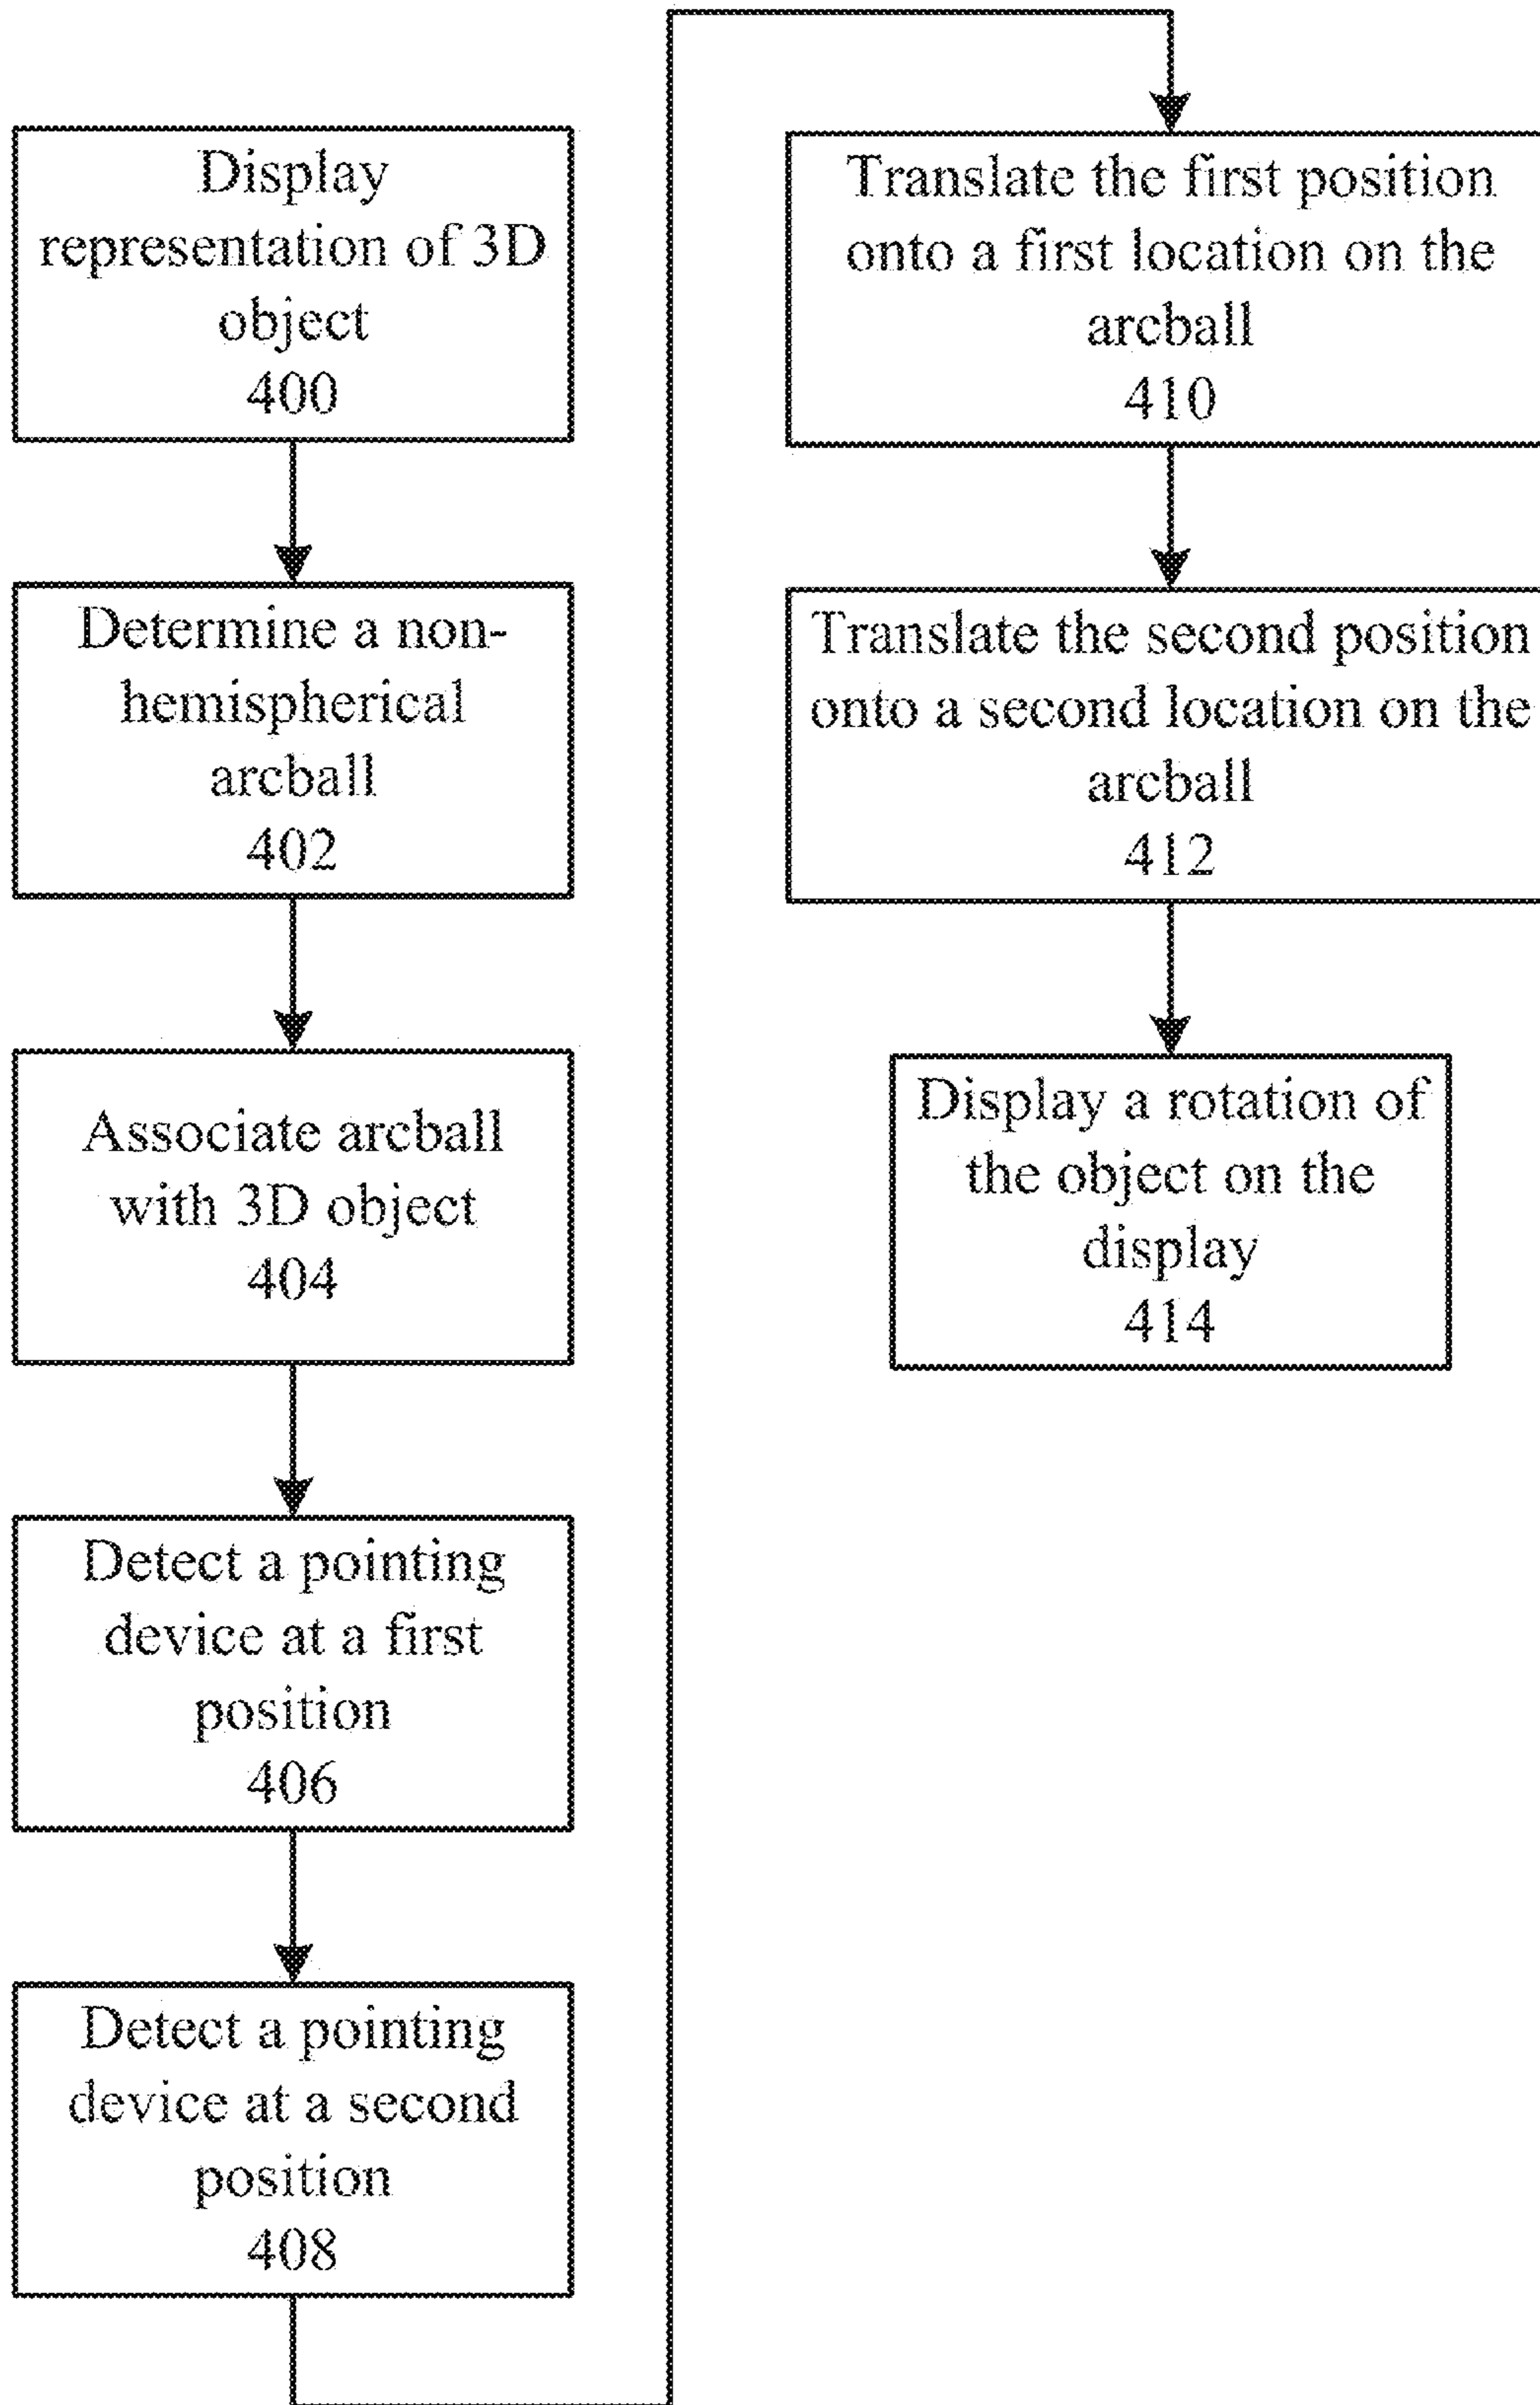 Display
representation of 3D
object
400
Determine a non-
hemispherical
arcball
402
Associate arcball
with 3D object
404
Detect a pointing
device at a first
position
406
Detect a pointing
device at a second
position
408
Translate the first position
onto a first location on the
arcball
410
Translate the second position
onto a second location on the
arcball
412
Display a rotation of
the object on the
display
414